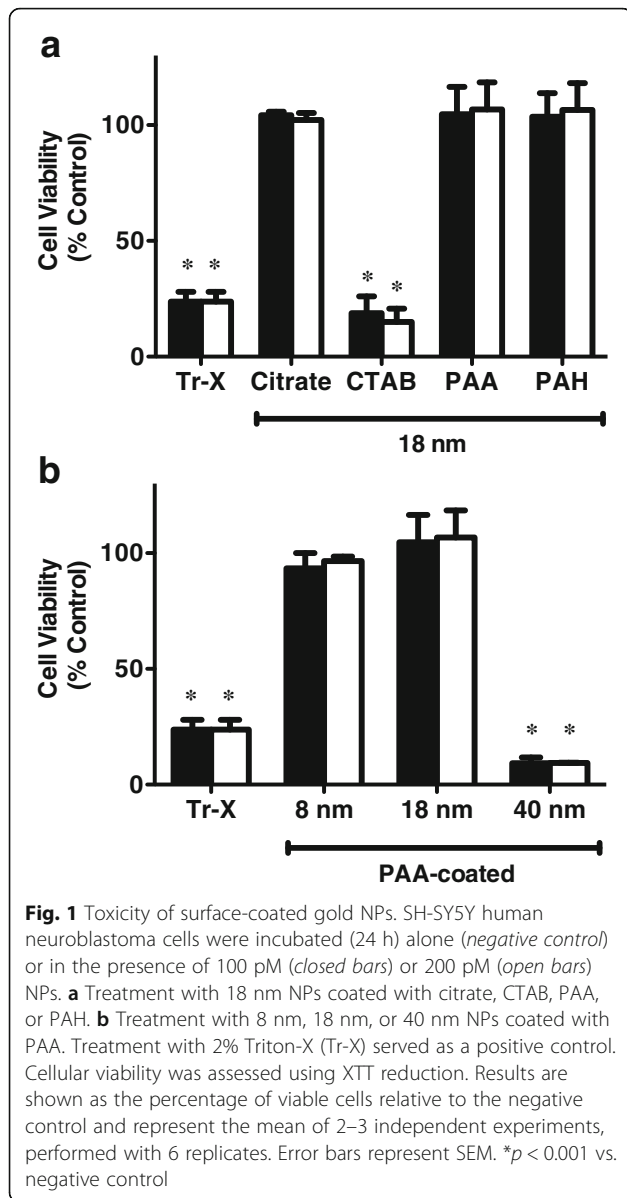 a
Cell Viability
(% Control)
100
50
0
* *
* *
Tr-X Citrate CTAB PAA PAH
18 nm
b
Cell Viability
(% Control)
100
50
0
* *
* *
Tr-X 8 nm 18 nm 40 nm
PAA-coated
Fig. 1 Toxicity of surface-coated gold NPs. SH-SY5Y human
neuroblastoma cells were incubated (24 h) alone (negative control)
or in the presence of 100 pM (closed bars) or 200 pM (open bars)
NPs. a Treatment with 18 nm NPs coated with citrate, CTAB, PAA,
or PAH. b Treatment with 8 nm, 18 nm, or 40 nm NPs coated with
PAA. Treatment with 2% Triton-X (Tr-X) served as a positive control.
Cellular viability was assessed using XTT reduction. Results are
shown as the percentage of viable cells relative to the negative
control and represent the mean of 2–3 independent experiments,
performed with 6 replicates. Error bars represent SEM. *p < 0.001 vs.
negative control